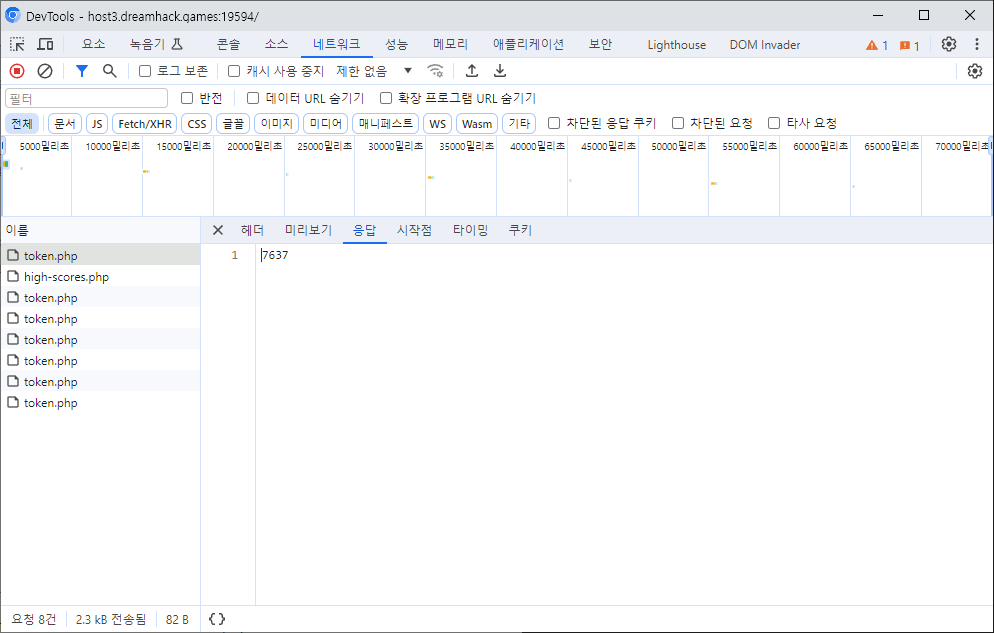 DevTools - host3.dreamhack.games:19594/
요소 녹음기 콘솔 소스 네트워크 성능 메모리 애플리케이션 보안 Lighthouse DOM Invader 1 1
로그 보존 캐시 사용 중지 제한 없음
필터 반전 데이터 URL 숨기기 확장 프로그램 URL 숨기기
전체 문서 JS Fetch/XHR CSS 글꼴 이미지 미디어 매니페스트 WS Wasm 기타 차단된 응답 쿠키 차단된 요청 타사 요청
5000밀리초 10000밀리초 15000밀리초 20000밀리초 25000밀리초 30000밀리초 35000밀리초 40000밀리초 45000밀리초 50000밀리초 55000밀리초 60000밀리초 65000밀리초 70000밀리초
이름 헤더 미리보기 응답 시작점 타이밍 쿠키
token.php 1 7637
high-scores.php
token.php
token.php
token.php
token.php
token.php
token.php
요청 8건 2.3 kB 전송됨 82 B {}